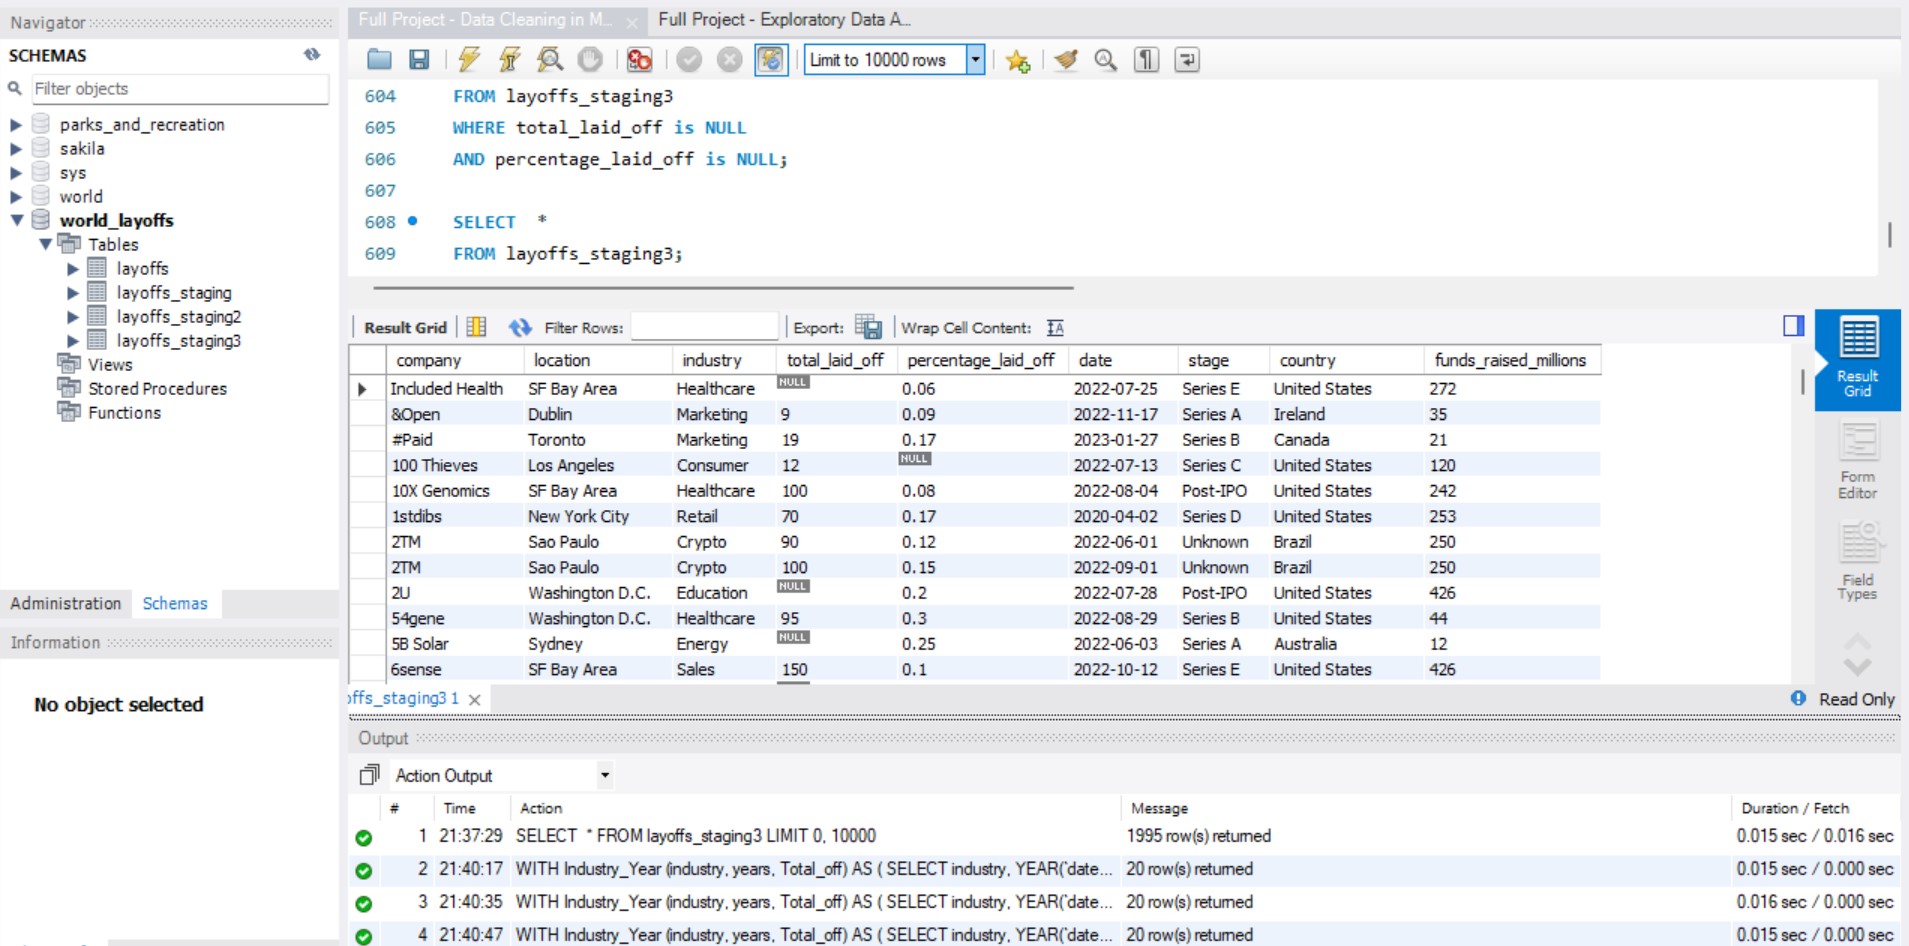 Navigator
SCHEMAS
Filter objects
parks_and_recreation
sakila
sys
world
world_layoffs
Tables
layoffs
layoffs_staging
layoffs_staging2
layoffs_staging3
Views
Stored Procedures
Functions
Administration Schemas
Information
No object selected
Full Project - Data Cleaning in M... Full Project - Exploratory Data A...
Limit to 10000 rows
604 FROM layoffs_staging3
605 WHERE total_laid_off is NULL
606 AND percentage_laid_off is NULL;
607
608 SELECT *
609 FROM layoffs_staging3;
Result Grid Filter Rows: Export: Wrap Cell Content:
company location industry total_laid_off percentage_laid_off date stage country funds_raised_millions
Included Health SF Bay Area Healthcare NULL 0.06 2022-07-25 Series E United States 272
&Open Dublin Marketing 9 0.09 2022-11-17 Series A Ireland 35
#Paid Toronto Marketing 19 0.17 2023-01-27 Series B Canada 21
100 Thieves Los Angeles Consumer 12 NULL 2022-07-13 Series C United States 120
10X Genomics SF Bay Area Healthcare 100 0.08 2022-08-04 Post-IPO United States 242
1stdibs New York City Retail 70 0.17 2020-04-02 Series D United States 253
2TM Sao Paulo Crypto 90 0.12 2022-06-01 Unknown Brazil 250
2TM Sao Paulo Crypto 100 0.15 2022-09-01 Unknown Brazil 250
2U Washington D.C. Education NULL 0.2 2022-07-28 Post-IPO United States 426
54gene Washington D.C. Healthcare 95 0.3 2022-08-29 Series B United States 44
5B Solar Sydney Energy NULL 0.25 2022-06-03 Series A Australia 12
6sense SF Bay Area Sales 150 0.1 2022-10-12 Series E United States 426
Result
Grid
Form
Editor
Field
Types
offs_staging3 1 Read Only
Output
Action Output
# Time Action Message Duration / Fetch
1 21:37:29 SELECT * FROM layoffs_staging3 LIMIT 0, 10000 1995 row(s) returned 0.015 sec / 0.016 sec
2 21:40:17 WITH Industry_Year (industry, years, Total_off) AS ( SELECT industry, YEAR(`date... 20 row(s) returned 0.015 sec / 0.000 sec
3 21:40:35 WITH Industry_Year (industry, years, Total_off) AS ( SELECT industry, YEAR(`date... 20 row(s) returned 0.016 sec / 0.000 sec
4 21:40:47 WITH Industry_Year (industry, years, Total_off) AS ( SELECT industry, YEAR(`date... 20 row(s) returned 0.015 sec / 0.000 sec